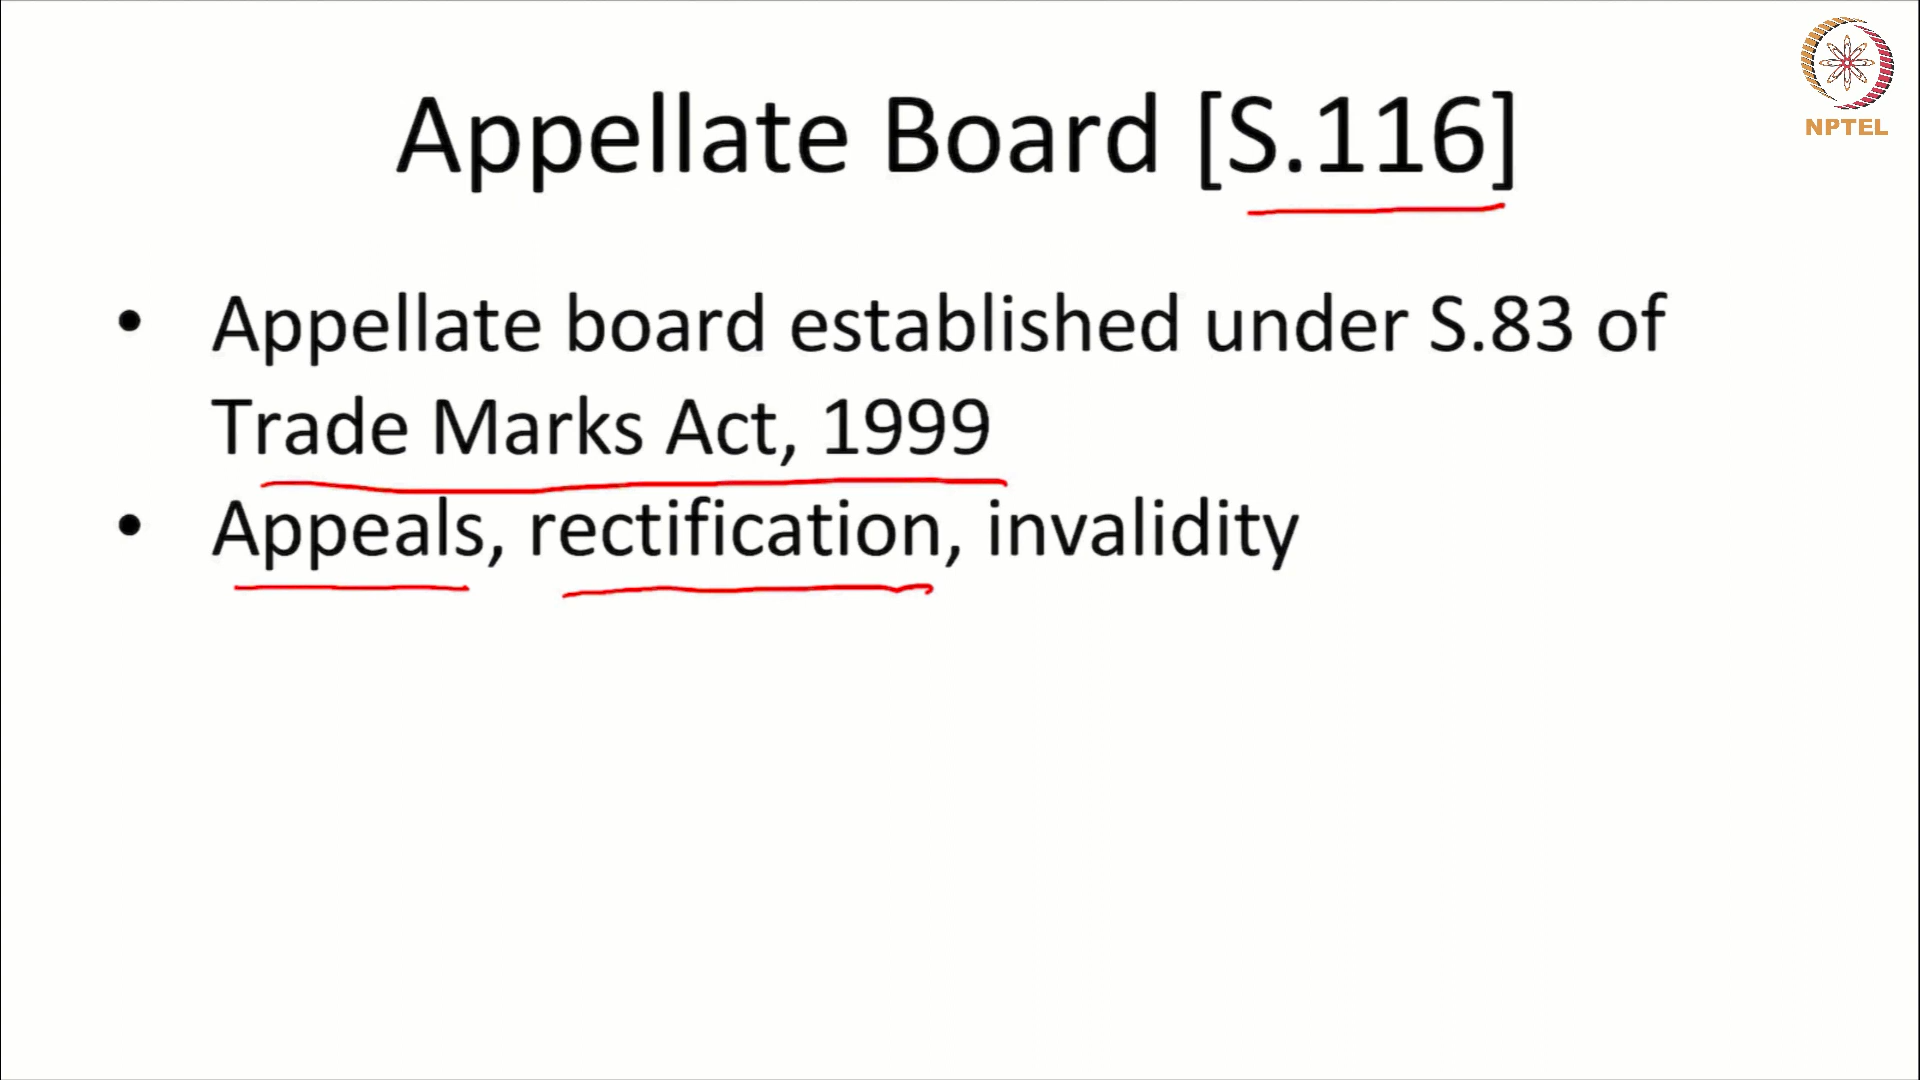 NPTEL
Appellate Board [S.116]
• Appellate board established under S.83 of
Trade Marks Act, 1999
• Appeals, rectification, invalidity